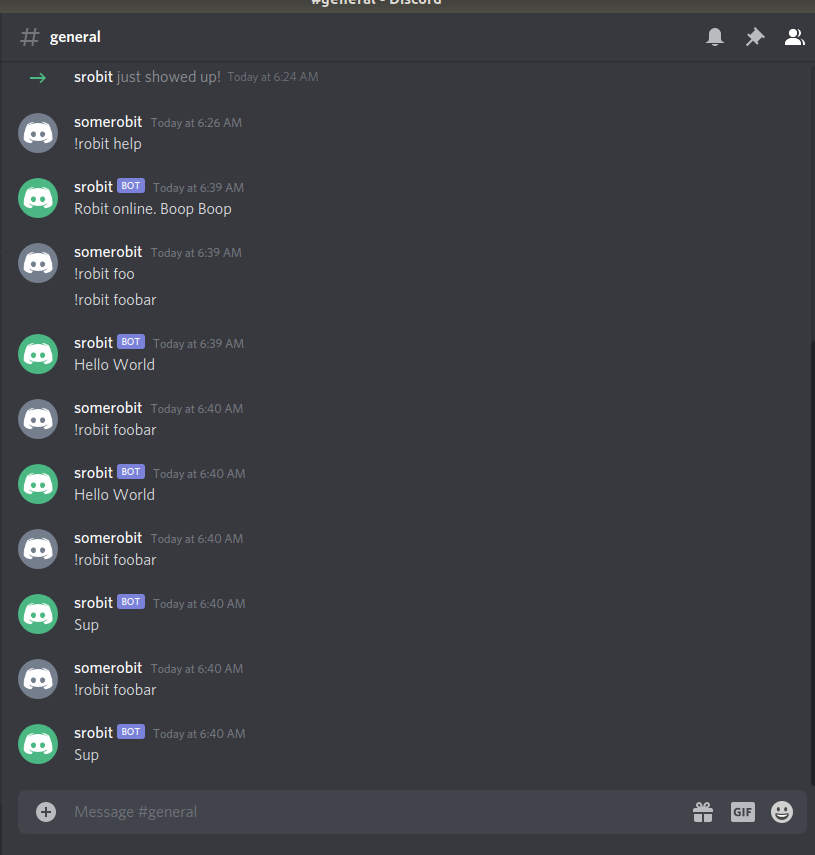 #general - Discord
# general
srobit just showed up! Today at 6:24 AM
somerobit Today at 6:26 AM
!robit help
srobit BOT Today at 6:39 AM
Robit online. Boop Boop
somerobit Today at 6:39 AM
!robit foo
!robit foobar
srobit BOT Today at 6:39 AM
Hello World
somerobit Today at 6:40 AM
!robit foobar
srobit BOT Today at 6:40 AM
Hello World
somerobit Today at 6:40 AM
!robit foobar
srobit BOT Today at 6:40 AM
Sup
somerobit Today at 6:40 AM
!robit foobar
srobit BOT Today at 6:40 AM
Sup
Message #general
GIF